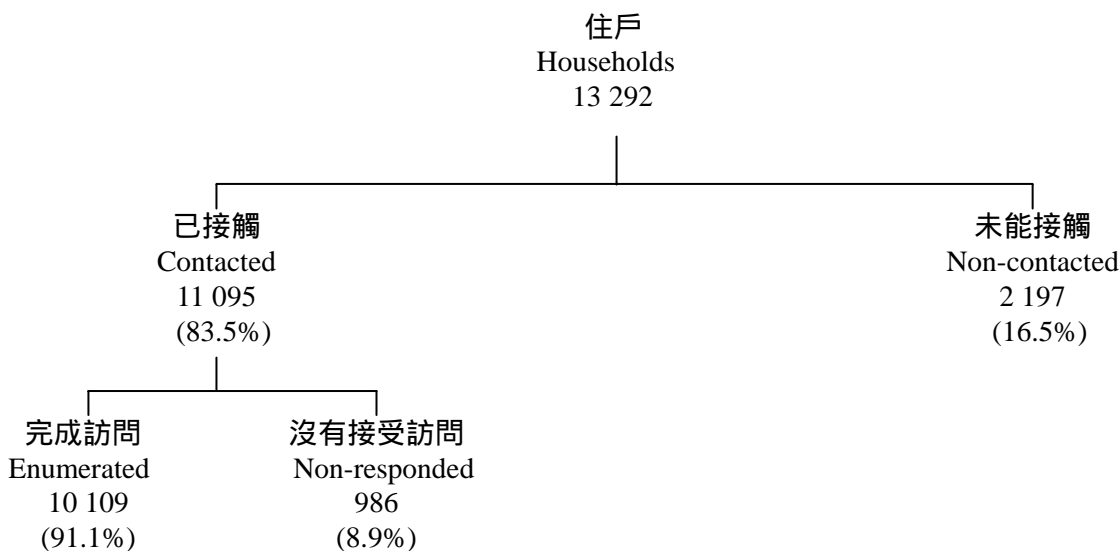 住戶
Households
13 292
已接觸
Contacted
11 095
(83.5%)
未能接觸
Non-contacted
2 197
(16.5%)
完成訪問
Enumerated
10 109
(91.1%)
沒有接受訪問
Non-responded
986
(8.9%)